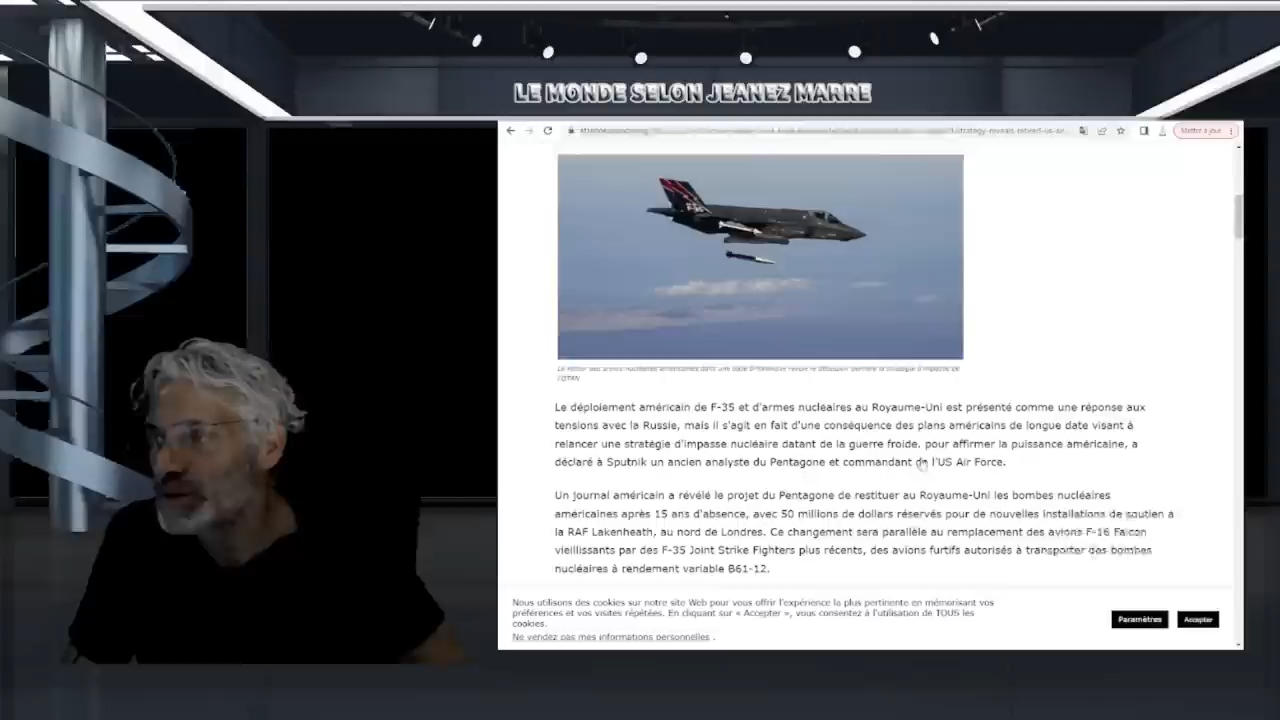 LE MONDE SELON JEANEZ MARRE
Mettre à jour
l'OTAN
Le déploiement américain de F-35 et d'armes nucléaires au Royaume-Uni est présenté comme une réponse aux
tensions avec la Russie, mais il s'agit en fait d'une conséquence des plans américains de longue date visant à
relancer une stratégie d'impasse nucléaire datant de la guerre froide. pour affirmer la puissance américaine, a
déclaré à Sputnik un ancien analyste du Pentagone et commandant de l'US Air Force.
Un journal américain a révélé le projet du Pentagone de restituer au Royaume-Uni les bombes nucléaires
américaines après 15 ans d'absence, avec 50 millions de dollars réservés pour de nouvelles installations de soutien à
la RAF Lakenheath, au nord de Londres. Ce changement sera parallèle au remplacement des avions F-16 Falcon
vieillissants par des F-35 Joint Strike Fighters plus récents, des avions furtifs autorisés à transporter des bombes
nucléaires à rendement variable B61-12.
Nous utilisons des cookies sur notre site Web pour vous offrir l'expérience la plus pertinente en mémorisant vos
préférences et vos visites répétées. En cliquant sur « Accepter », vous consentez à l'utilisation de TOUS les
cookies.
Ne vendez pas mes informations personnelles .
Paramètres
Accepter